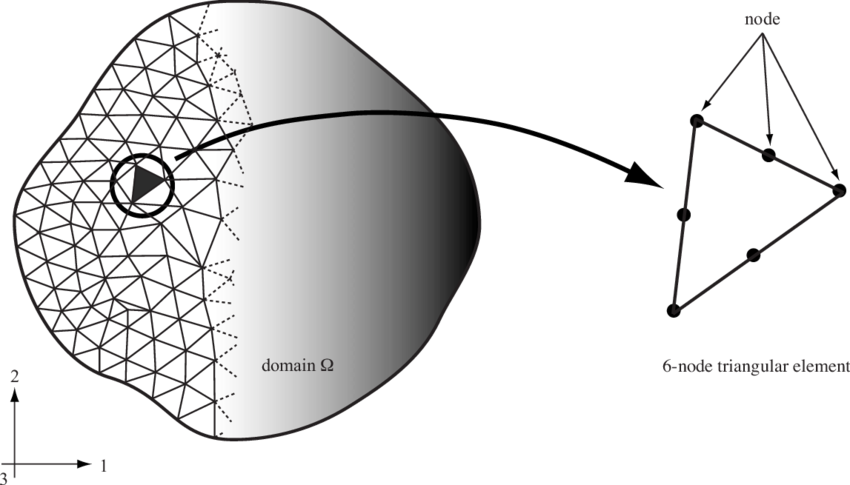 node
domain Ω
6-node triangular element
2
1
3